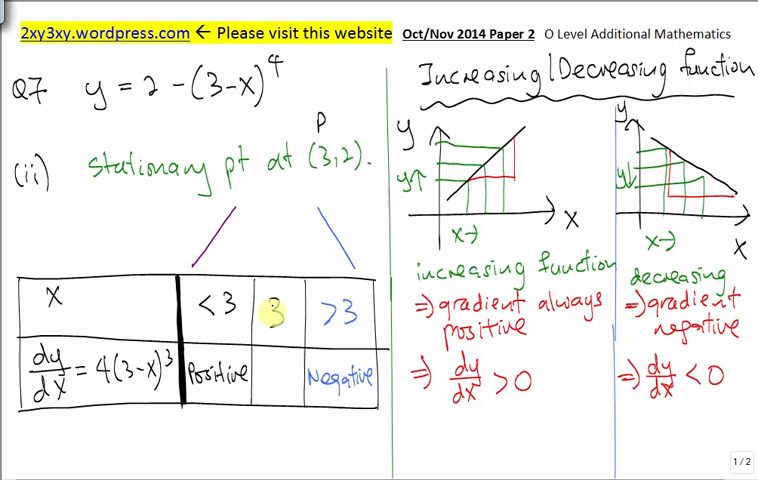 2xy3xy.wordpress.com ← Please visit this website Oct/Nov 2014 Paper 2 O Level Additional Mathematics
Q7 y = 2 - (3-x)^4
P
(ii) Stationary pt at (3,2).
x <3 3 >3
dy/dx = 4(3-x)^3 Positive Negative
Increasing/Decreasing function
y
y↑
x→
x
increasing function
⇒ gradient always
positive
⇒ dy/dx > 0
y
y↓
x→
x
decreasing
⇒ gradient
negative
⇒ dy/dx < 0
1/2